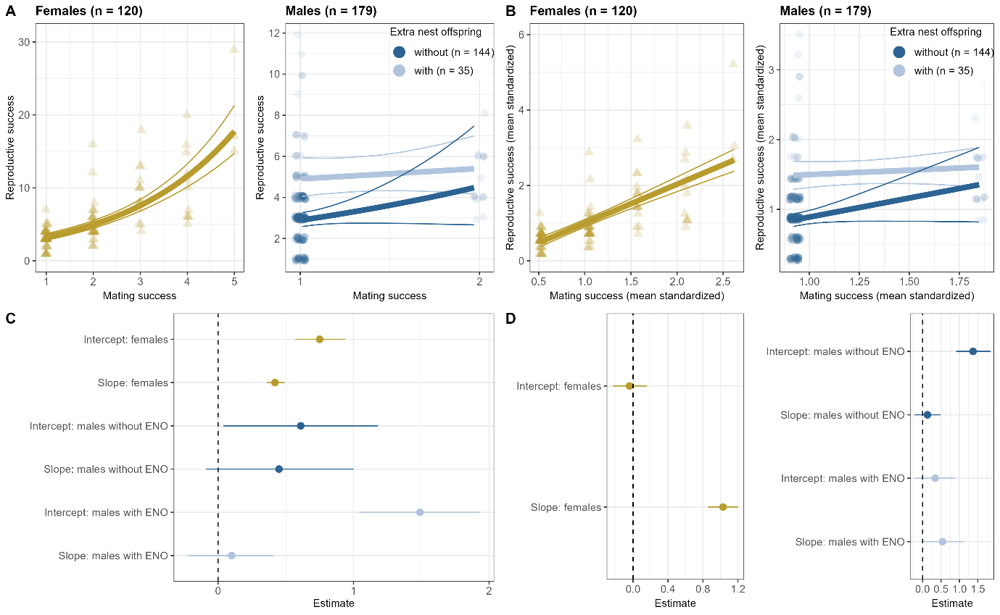 A
Females (n = 120)
30
20
10
0
1
2
3
4
5
Reproductive success
Mating success
Males (n = 179)
Extra nest offspring
without (n = 144)
with (n = 35)
12
10
8
6
4
2
1
2
Reproductive success
Mating success
B
Females (n = 120)
6
4
2
0
0.5
1.0
1.5
2.0
2.5
Reproductive success (mean standardized)
Mating success (mean standardized)
Males (n = 179)
Extra nest offspring
without (n = 144)
with (n = 35)
3
2
1
1.00
1.25
1.50
1.75
Reproductive success (mean standardized)
Mating success (mean standardized)
C
Intercept: females
Slope: females
Intercept: males without ENO
Slope: males without ENO
Intercept: males with ENO
Slope: males with ENO
0
1
2
Estimate
D
Intercept: females
Slope: females
0.0
0.4
0.8
1.2
Estimate
Intercept: males without ENO
Slope: males without ENO
Intercept: males with ENO
Slope: males with ENO
0.0
0.5
1.0
1.5
Estimate